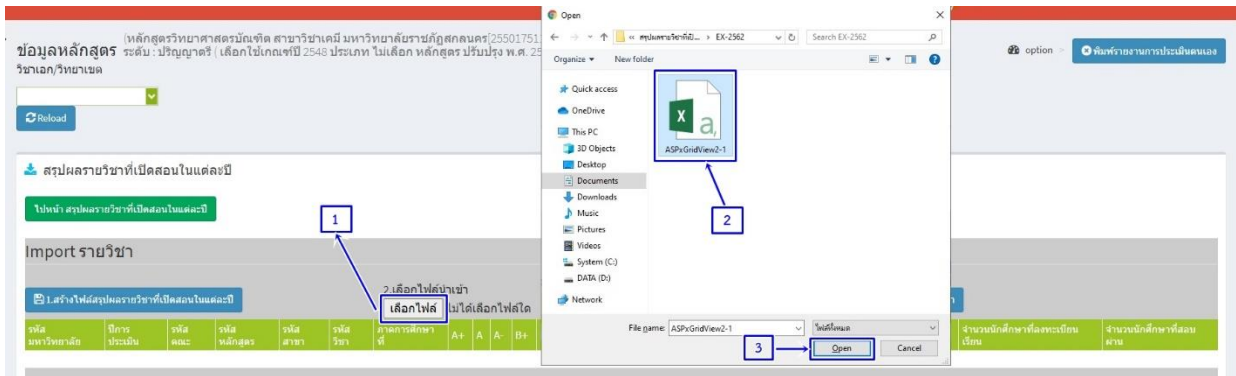 (หลักสูตรวิทยาศาสตรบัณฑิต สาขาวิชาเคมี มหาวิทยาลัยราชภัฏสกลนคร[25501751
ข้อมูลหลักสูตร ระดับ : ปริญญาตรี ( เลือกใช้เกณฑ์ปี 2548 ประเภท ไม่เลือก หลักสูตร ปรับปรุง พ.ศ. 25
วิชาเอก/วิทยาเขต
option >
พิมพ์รายงานการประเมินตนเอง
Reload
สรุปผลรายวิชาที่เปิดสอนในแต่ละปี
ไปหน้า สรุปผลรายวิชาที่เปิดสอนในแต่ละปี
1
Import รายวิชา
2.เลือกไฟล์นำเข้า
1.สร้างไฟล์สรุปผลรายวิชาที่เปิดสอนในแต่ละปี
เลือกไฟล์ ไม่ได้เลือกไฟล์ใด
รหัสมหาวิทยาลัย
ปีการประเมิน
รหัสคณะ
รหัสหลักสูตร
รหัสสาขา
รหัสวิชา
ภาคการศึกษาที่
A+ A A- B+
จำนวนนักศึกษาที่ลงทะเบียนเรียน
จำนวนนักศึกษาที่สอบผ่าน
Open
« EX-2562
Search EX-2562
Organize
New folder
Quick access
OneDrive
This PC
3D Objects
Desktop
Documents
Downloads
Music
Pictures
Videos
System (C:)
DATA (D:)
Network
X a,
ASPxGridView2-1
2
File name: ASPxGridView2-1
ไฟล์ทั้งหมด
3
Open
Cancel